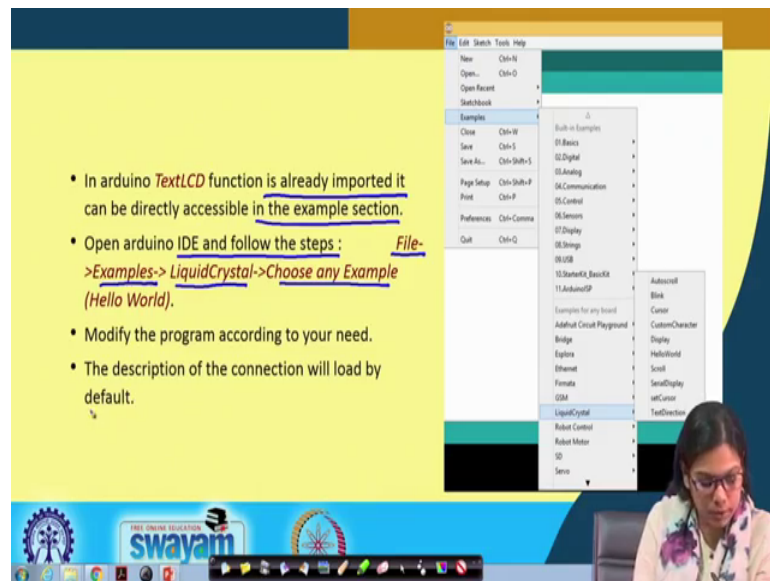 • In arduino TextLCD function is already imported it
can be directly accessible in the example section.
• Open arduino IDE and follow the steps : File-
>Examples-> LiquidCrystal->Choose any Example
(Hello World).
• Modify the program according to your need.
• The description of the connection will load by
default.
File Edit Sketch Tools Help
New Ctrl+N
Open... Ctrl+O
Open Recent
Sketchbook
Examples
Close Ctrl+W
Save Ctrl+S
Save As... Ctrl+Shift+S
Page Setup Ctrl+Shift+P
Print Ctrl+P
Preferences Ctrl+Comma
Quit Ctrl+Q
Built-in Examples
01.Basics
02.Digital
03.Analog
04.Communication
05.Control
06.Sensors
07.Display
08.Strings
09.USB
10.StarterKit_BasicKit
11.ArduinoISP
Examples for any board
Adafruit Circuit Playground
Bridge
Esplora
Ethernet
Firmata
GSM
LiquidCrystal
Robot Control
Robot Motor
SD
Servo
Autoscroll
Blink
Cursor
CustomCharacter
Display
HelloWorld
Scroll
SerialDisplay
setCursor
TextDirection
FREE ONLINE EDUCATION
swayam